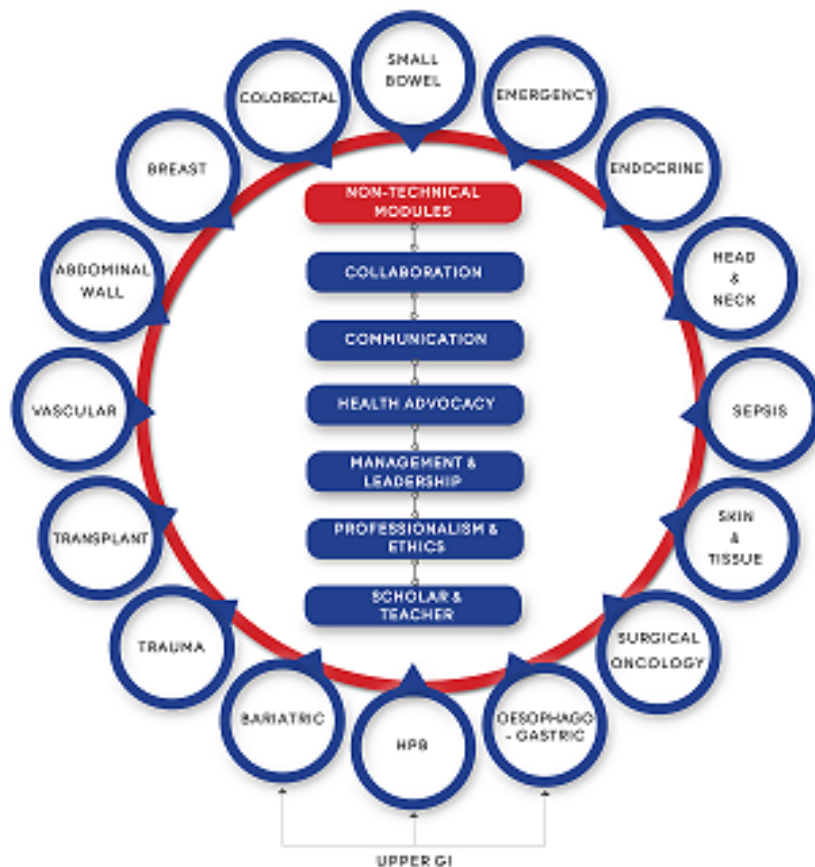 SMALL
BOWEL
EMERGENCY
ENDOCRINE
HEAD
&
NECK
SEPSIS
SKIN
&
TISSUE
SURGICAL
ONCOLOGY
OESOPHAGO
- GASTRIC
HPB
BARIATRIC
TRAUMA
TRANSPLANT
VASCULAR
ABDOMINAL
WALL
BREAST
COLORECTAL
NON-TECHNICAL
MODULES
COLLABORATION
COMMUNICATION
HEALTH ADVOCACY
MANAGEMENT &
LEADERSHIP
PROFESSIONALISM &
ETHICS
SCHOLAR &
TEACHER
UPPER GI